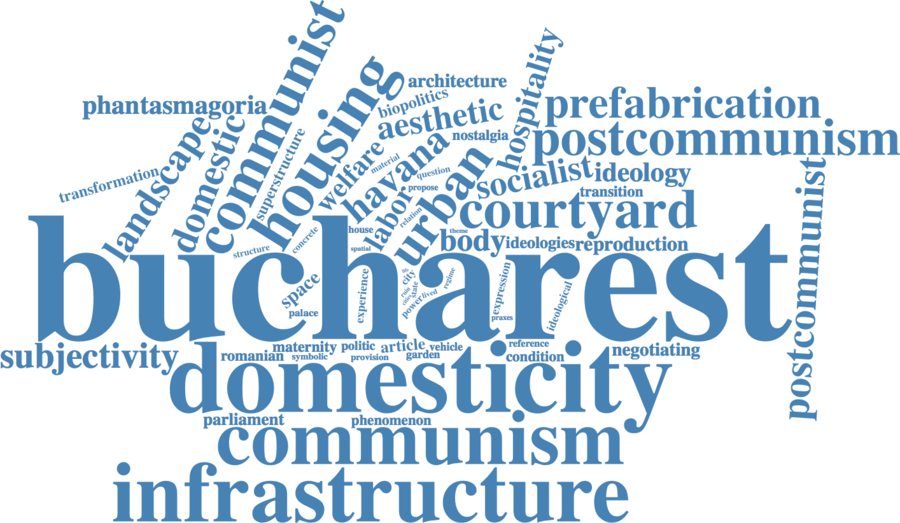 communist
housing
hospitality
architecture
phantasmagoria
biopolitics
aesthetic
prefabrication
landscape
domestic
superstructure
welfare
havana
nostalgia
postcommunism
material
question
urban
transformation
labor
propose
socialist
ideology
transition
postcommunist
relation
courtyard
structure
concrete
house
spatial
theme
body
ideologies
reproduction
bucharest
space
palace
experience
city
state
power
lived
regime
expression
praxes
ideological
subjectivity
romanian
maternity
symbolic
politic
provision
article
garden
vehicle
reference
condition
negotiating
domesticity
parliament
phenomenon
communism
infrastructure